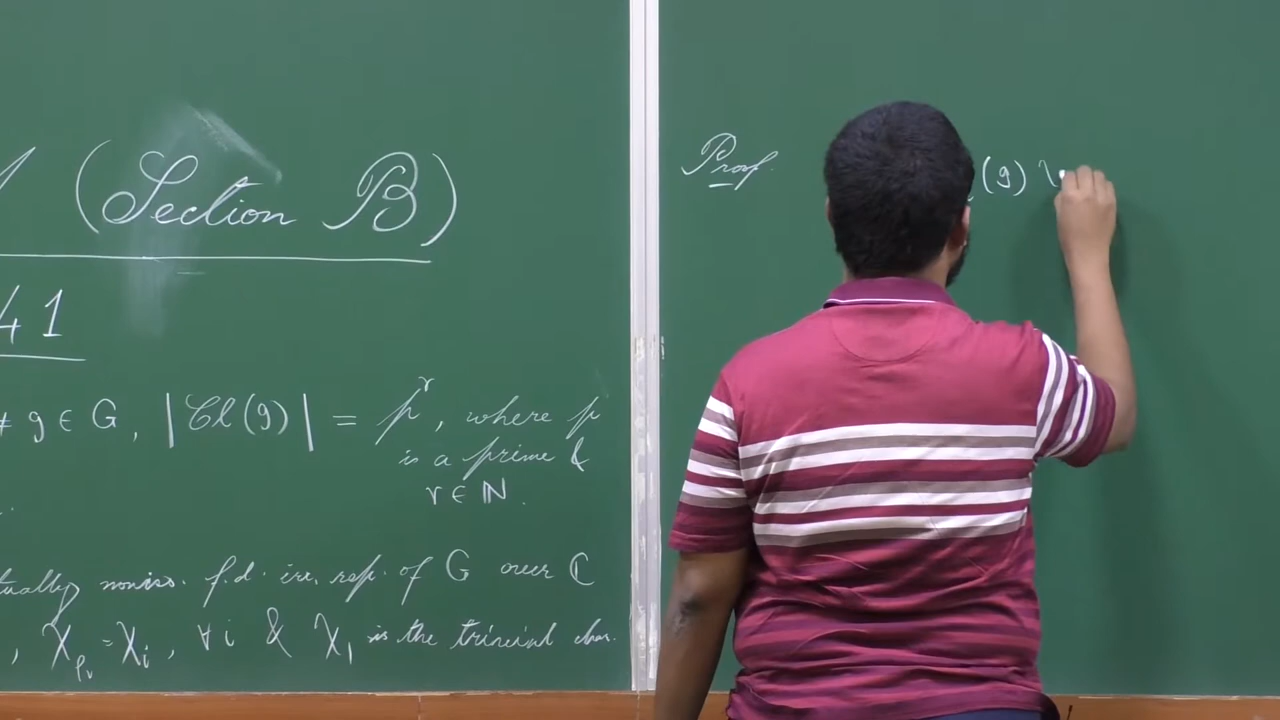 (Section B)
41
≠ g ∈ G, |Cl(g)| = p^r, where p
is a prime &
r ∈ ℕ.
mutually noniso. f.d. irr. rep. of G over ℂ
, χ_{ρ_i} = χ_i, ∀ i & χ_1 is the trivial char.
Proof.
(g)